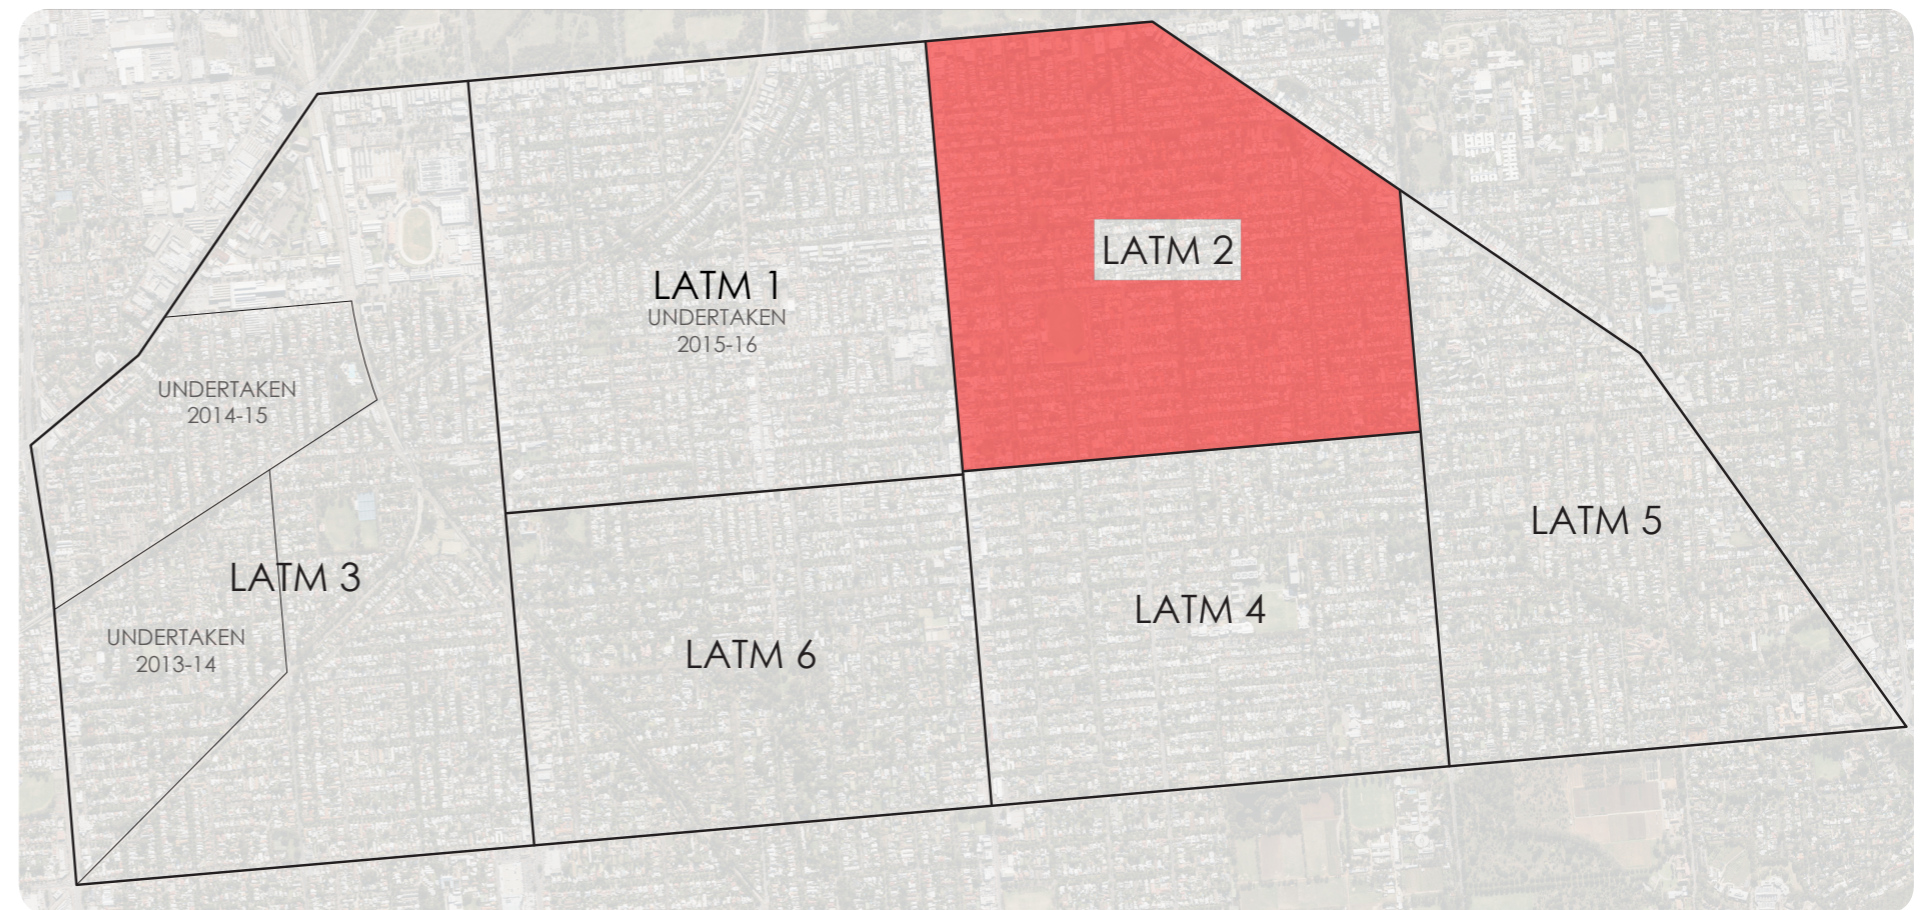 LATM 2
LATM 1
UNDERTAKEN
2015-16
UNDERTAKEN
2014-15
LATM 5
LATM 3
LATM 4
UNDERTAKEN
2013-14
LATM 6